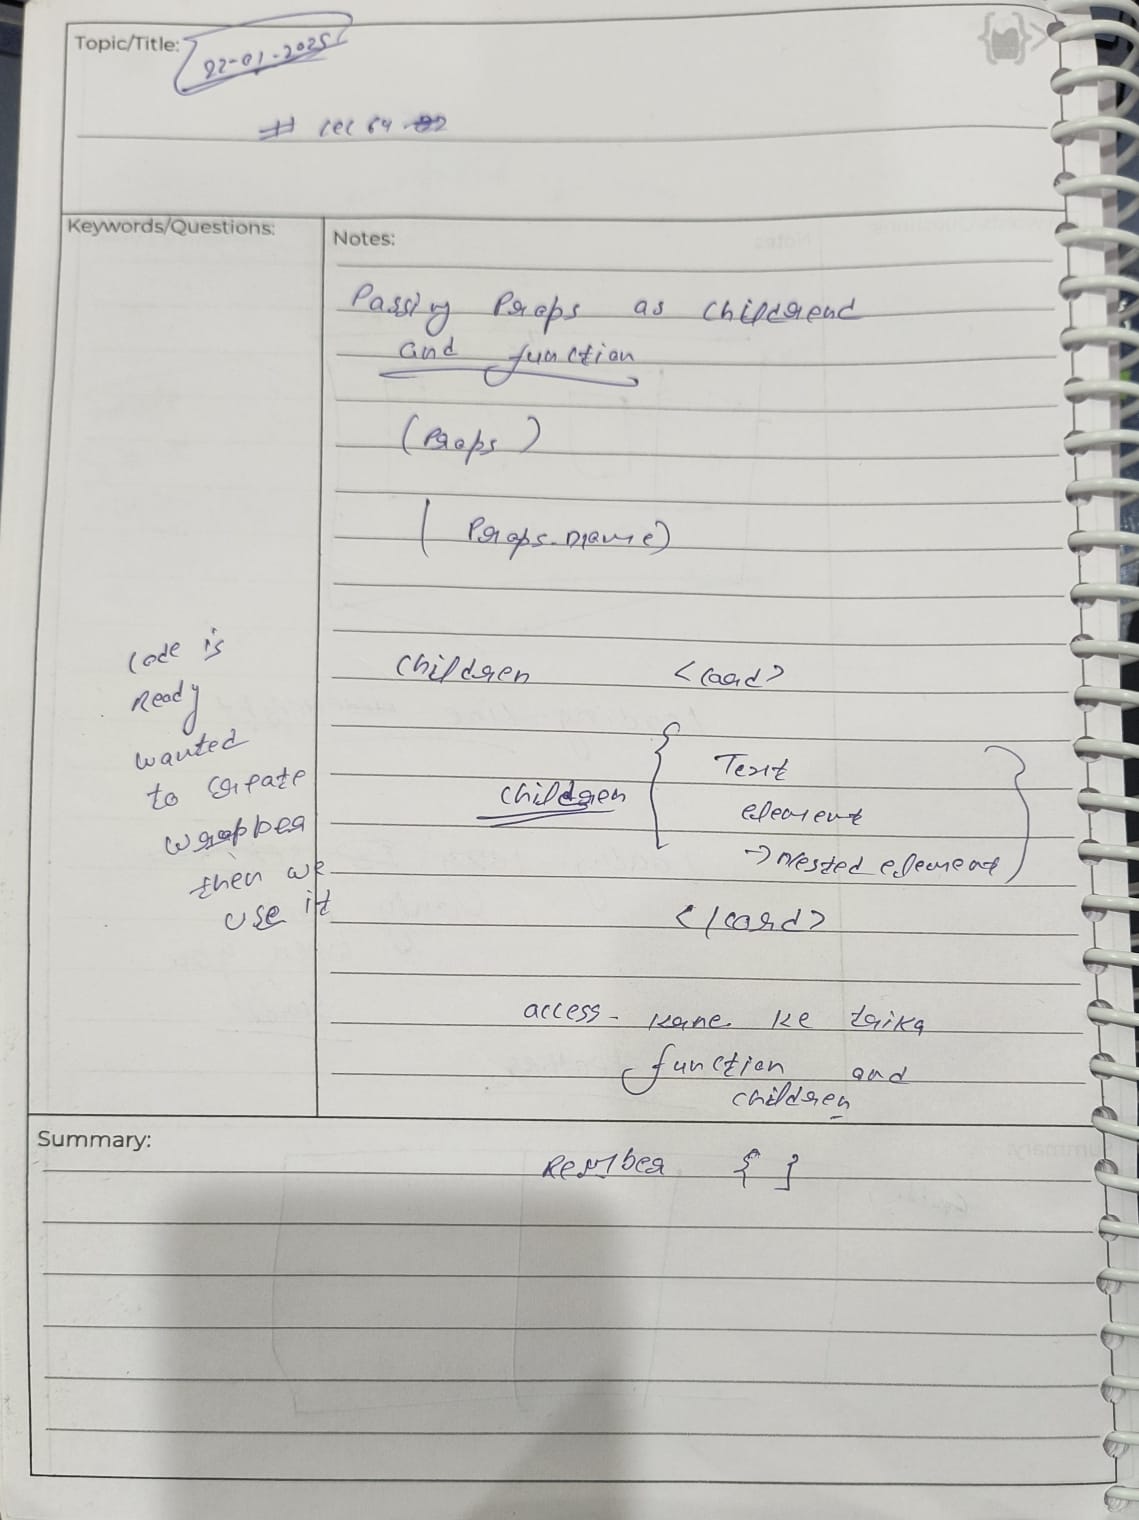 Topic/Title:
22-01-2025
# lec 64
Keywords/Questions:
Notes:
Passing Props as childrend
and function
(Props)
(Props.name)
code is
Ready
wanted
to create
wrapper
then we
use it
children <Card>
children { Text
element
→ Nested element }
</Card>
access - karne ke tarika
function and
children
Summary:
Rember { }